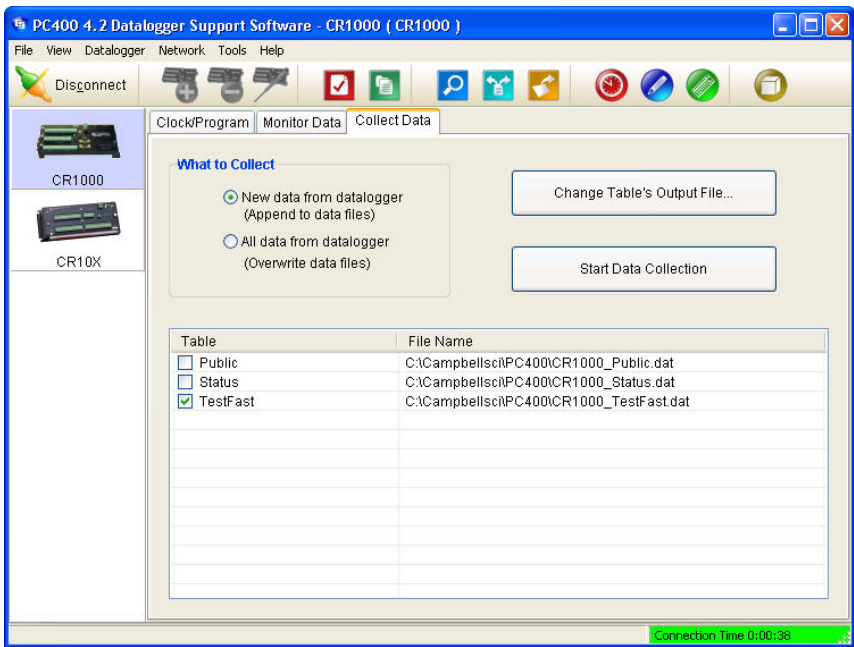 PC400 4.2 Datalogger Support Software - CR1000 ( CR1000 )
File View Datalogger Network Tools Help
Disconnect
CR1000
CR10X
Clock/Program Monitor Data Collect Data
What to Collect
New data from datalogger
(Append to data files)
All data from datalogger
(Overwrite data files)
Change Table's Output File...
Start Data Collection
Table File Name
Public C:\Campbellsci\PC400\CR1000_Public.dat
Status C:\Campbellsci\PC400\CR1000_Status.dat
TestFast C:\Campbellsci\PC400\CR1000_TestFast.dat
Connection Time 0:00:38